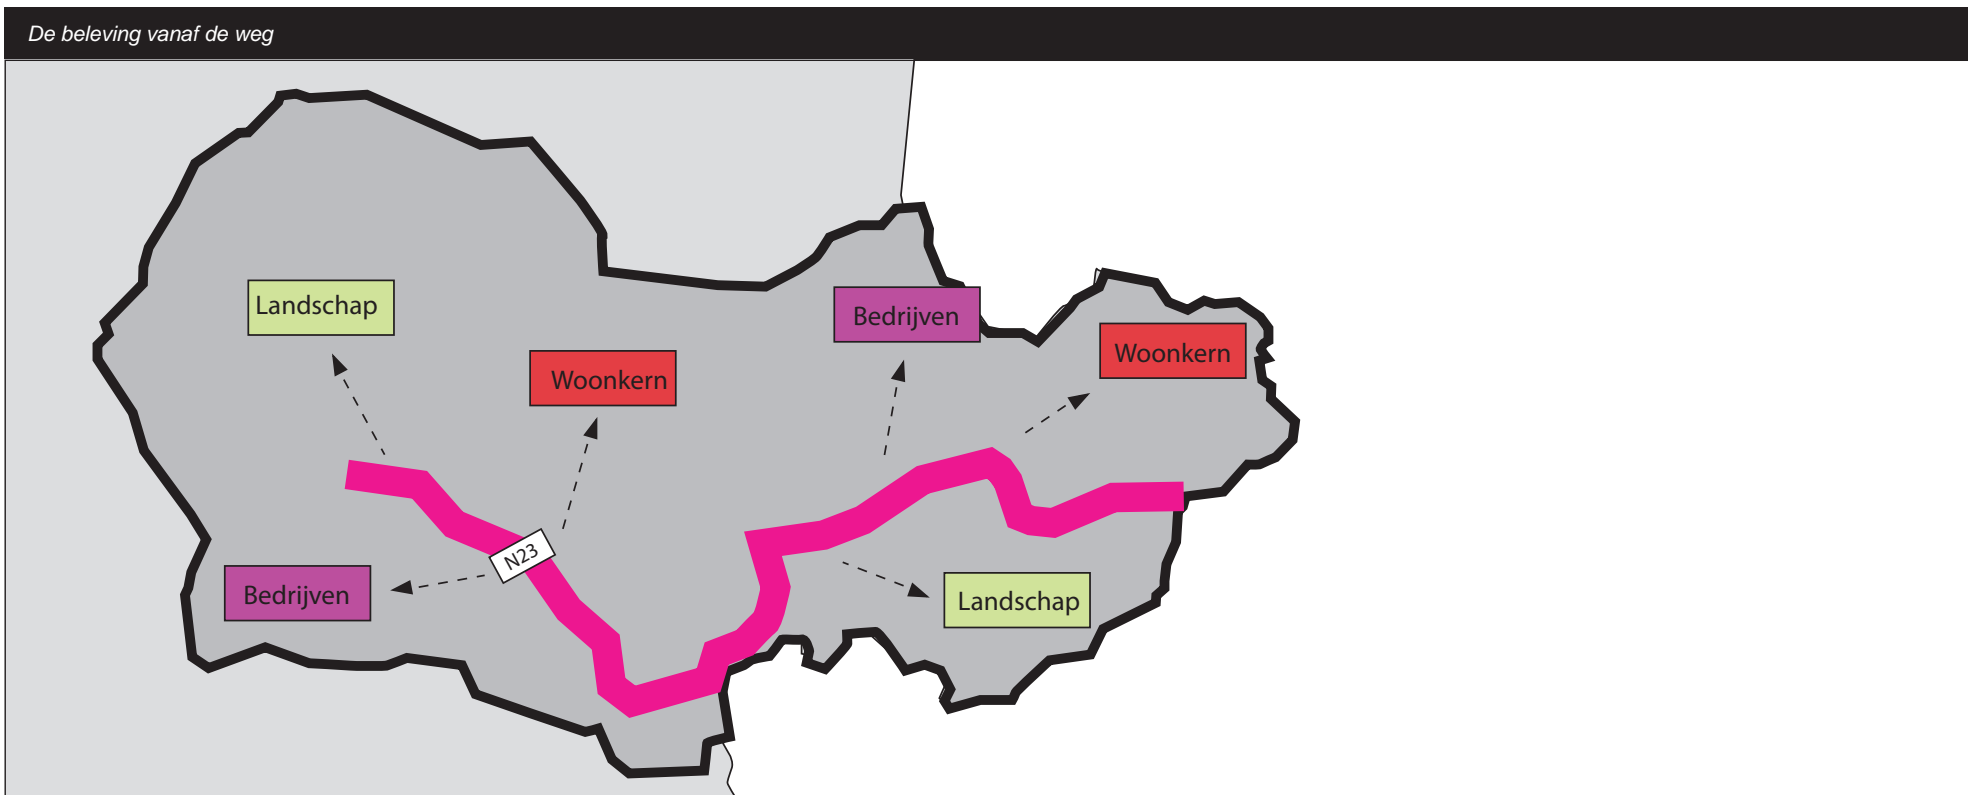 De beleving vanaf de weg
Landschap
Bedrijven
Woonkern
Woonkern
N23
Bedrijven
Landschap